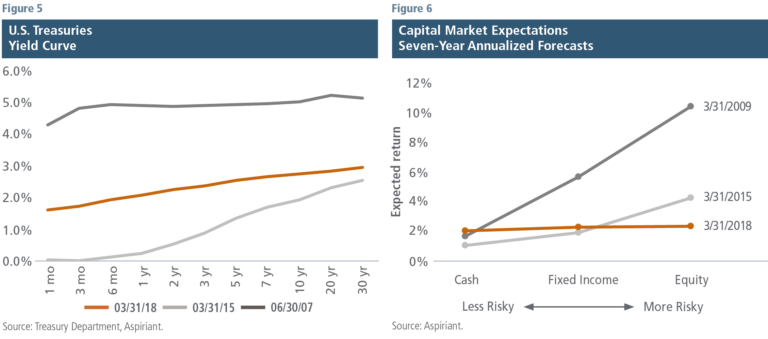 Figure 5
U.S. Treasuries
Yield Curve
6.0%
5.0%
4.0%
3.0%
2.0%
1.0%
0.0%
1 mo
3 mo
6 mo
1 yr
2 yr
3 yr
5 yr
7 yr
10 yr
20 yr
30 yr
03/31/18 03/31/15 06/30/07
Source: Treasury Department, Aspiriant.
Figure 6
Capital Market Expectations
Seven-Year Annualized Forecasts
Expected return
12%
10%
8%
6%
4%
2%
0%
3/31/2009
3/31/2015
3/31/2018
Cash Fixed Income Equity
Less Risky More Risky
Source: Aspiriant.